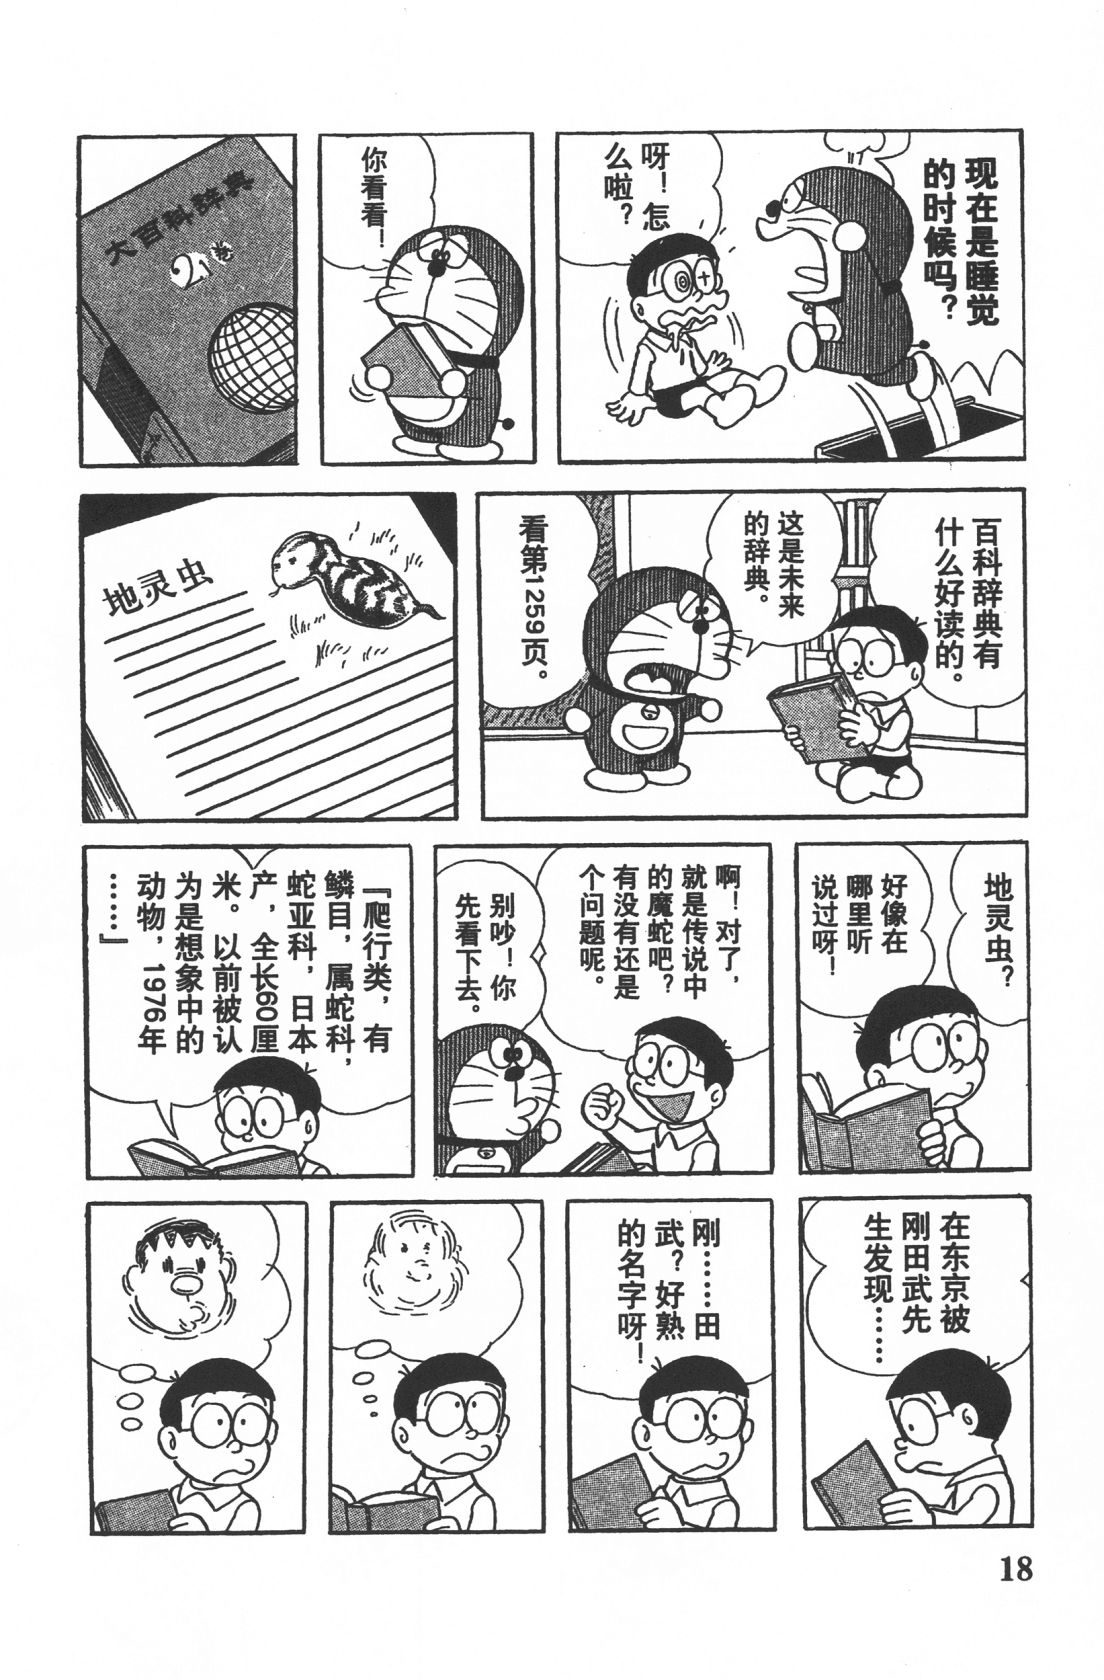 现在是睡觉
的时候吗？
呀！怎
么啦？
你看看！
大百科辞典
21卷
百科辞典有
什么好读的。
这是未来
的辞典。
看第1259页。
地灵虫
地灵虫？
好像在
哪里听
说过呀！
啊！对了，
就是传说中
的魔蛇吧？
有没有还是
个问题呢。
别吵！你
先看下去。
『爬行类，有
鳞目，属蛇科，
蛇亚科，日本
产，全长60厘
米。以前被认
为是想象中的
动物，1976年
……』
在东京被
刚田武先
生发现……
刚……田
武？好熟
的名字呀！
18